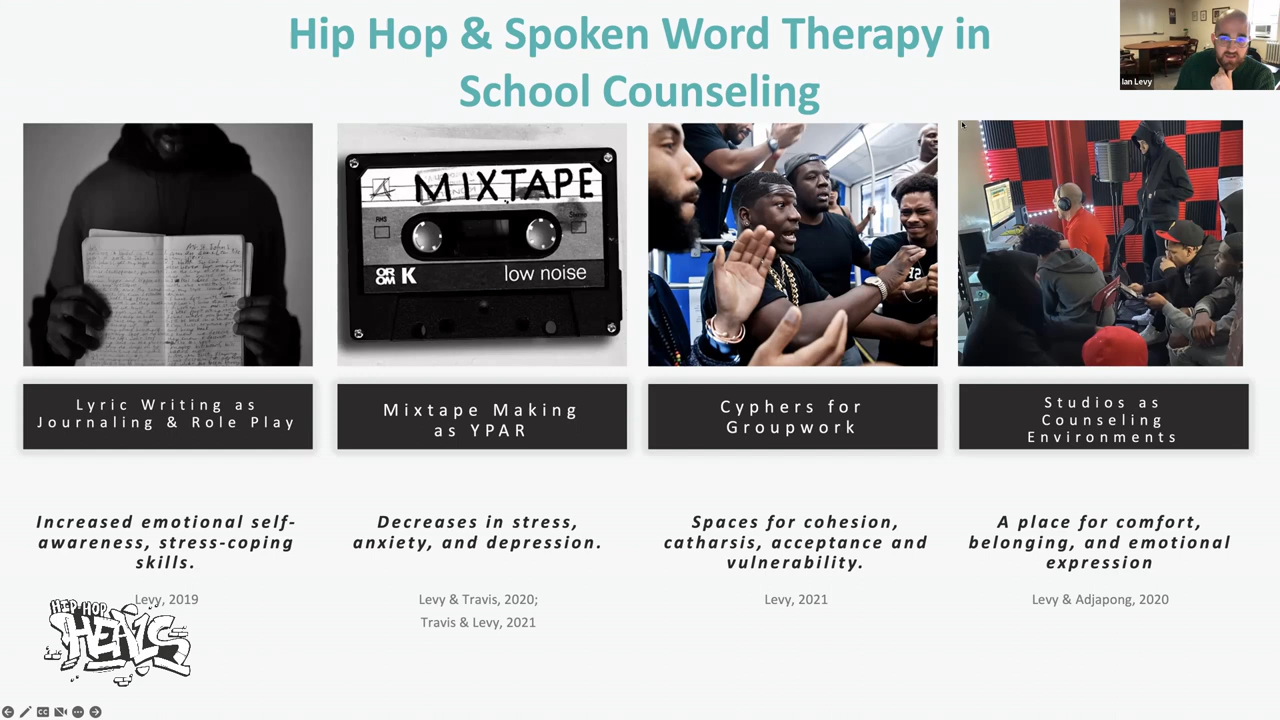 Hip Hop & Spoken Word Therapy in
School Counseling
Ian Levy
MIXTAPE
low noise
K
Lyric Writing as
Journaling & Role Play
Mixtape Making
as YPAR
Cyphers for
Groupwork
Studios as
Counseling
Environments
Increased emotional self-
awareness, stress-coping
skills.
Levy, 2019
Decreases in stress,
anxiety, and depression.
Levy & Travis, 2020;
Travis & Levy, 2021
Spaces for cohesion,
catharsis, acceptance and
vulnerability.
Levy, 2021
A place for comfort,
belonging, and emotional
expression
Levy & Adjapong, 2020
HIP-HOP
HEALS
CC